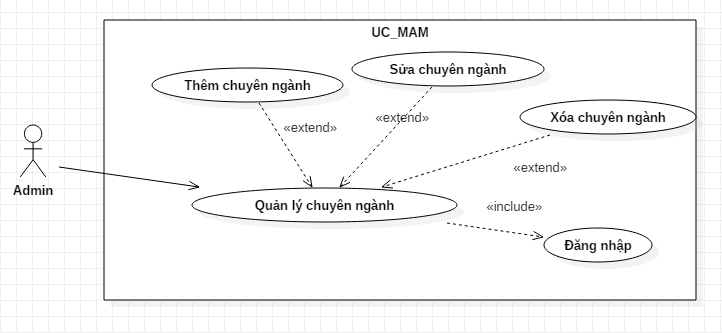 UC_MAM
Sửa chuyên ngành
Thêm chuyên ngành
Xóa chuyên ngành
«extend»
«extend»
«extend»
Admin
Quản lý chuyên ngành
«include»
Đăng nhập